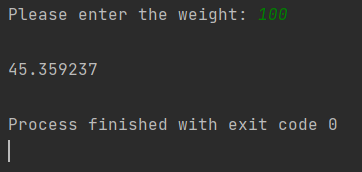 Please enter the weight: 100
45.359237
Process finished with exit code 0